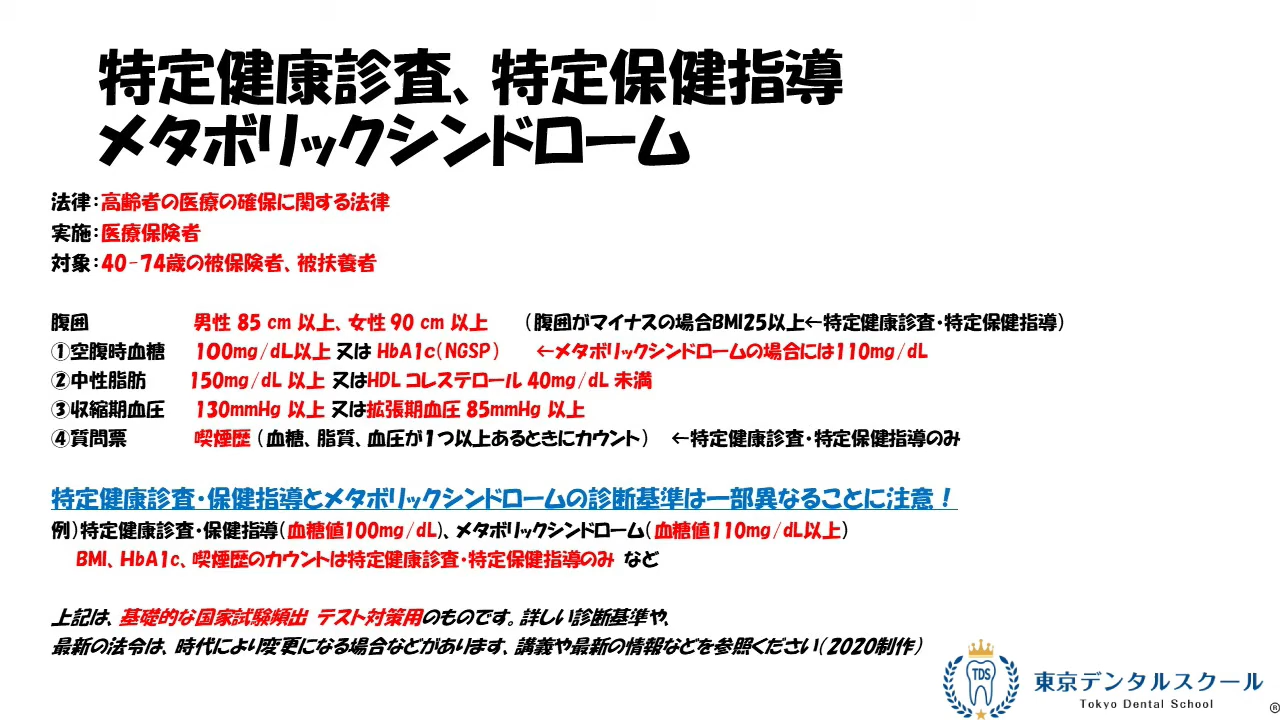 特定健康診査、特定保健指導
メタボリックシンドローム
法律：高齢者の医療の確保に関する法律
実施：医療保険者
対象：40-74歳の被保険者、被扶養者
腹囲 男性 85 cm 以上、女性 90 cm 以上 （腹囲がマイナスの場合BMI25以上←特定健康診査・特定保健指導）
①空腹時血糖 100mg/dL以上 又は HbA1c(NGSP) ←メタボリックシンドロームの場合には110mg/dL
②中性脂肪 150mg/dL 以上 又はHDL コレステロール 40mg/dL 未満
③収縮期血圧 130mmHg 以上 又は拡張期血圧 85mmHg 以上
④質問票 喫煙歴（血糖、脂質、血圧が１つ以上あるときにカウント） ←特定健康診査・特定保健指導のみ
特定健康診査・保健指導とメタボリックシンドロームの診断基準は一部異なることに注意！
例）特定健康診査・保健指導（血糖値100mg/dL)、メタボリックシンドローム（血糖値110mg/dL以上）
BMI、HbA1c、喫煙歴のカウントは特定健康診査・特定保健指導のみ など
上記は、基礎的な国家試験頻出 テスト対策用のものです。詳しい診断基準や、
最新の法令は、時代により変更になる場合などがあります、講義や最新の情報などを参照ください（2020制作）
TDS
東京デンタルスクール
Tokyo Dental School
®